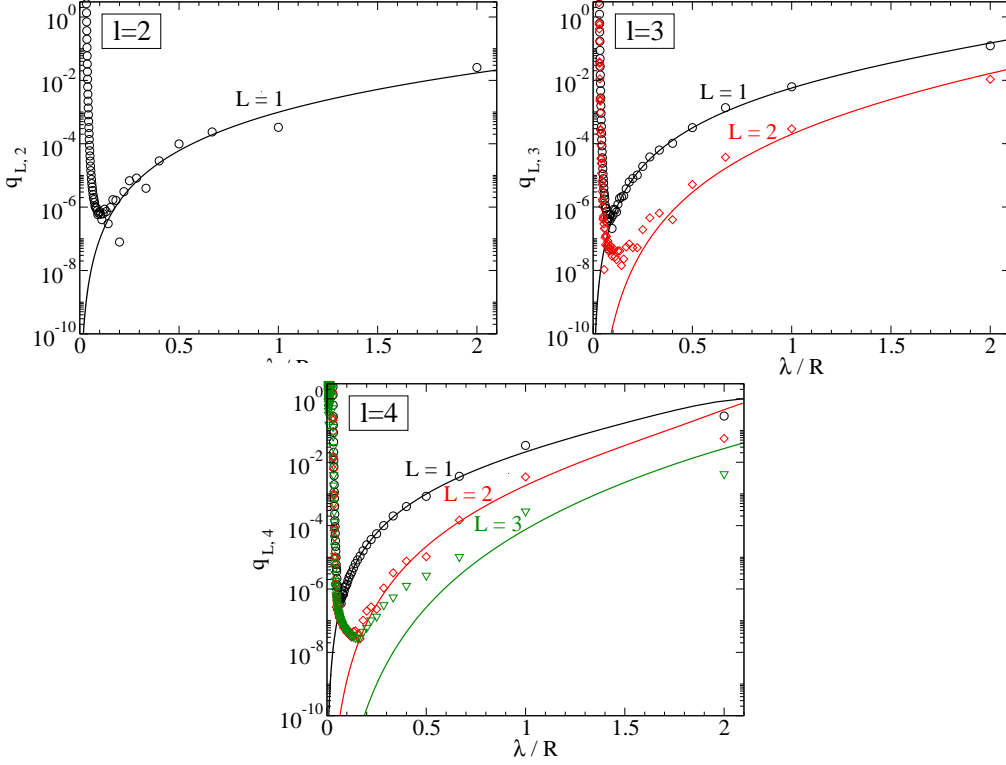 l=2
L = 1
q L, 2
10^0
10^-2
10^-4
10^-6
10^-8
10^-10
0 0.5 1 1.5 2
λ / R
l=3
L = 1
L = 2
q L, 3
10^0
10^-2
10^-4
10^-6
10^-8
10^-10
0 0.5 1 1.5 2
λ / R
l=4
L = 1
L = 2
L = 3
q L, 4
10^0
10^-2
10^-4
10^-6
10^-8
10^-10
0 0.5 1 1.5 2
λ / R